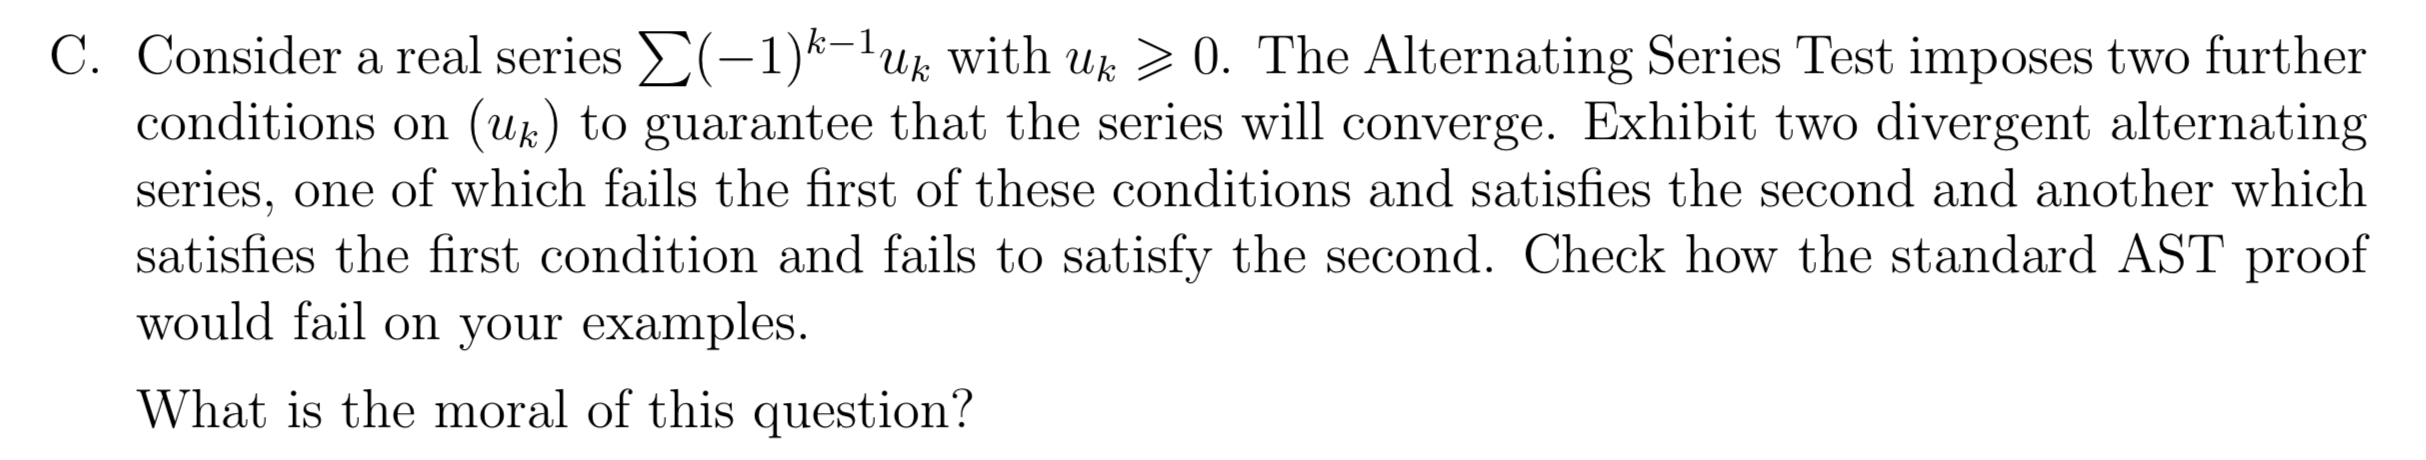 C. Consider a real series ∑(−1)^{k−1}u_k with u_k ⩾ 0. The Alternating Series Test imposes two further
conditions on (u_k) to guarantee that the series will converge. Exhibit two divergent alternating
series, one of which fails the first of these conditions and satisfies the second and another which
satisfies the first condition and fails to satisfy the second. Check how the standard AST proof
would fail on your examples.
What is the moral of this question?